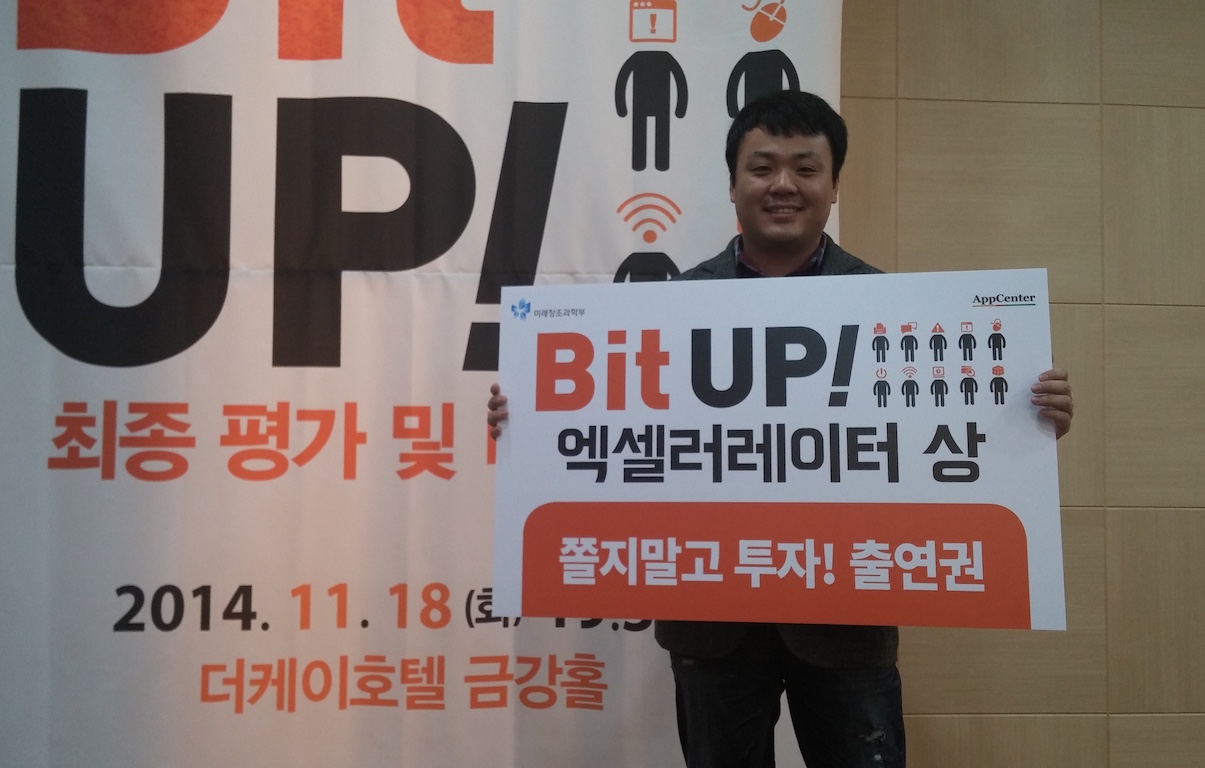 Bit
UP!
최종 평가 및
2014. 11. 18 (화)
더케이호텔 금강홀
미래창조과학부
AppCenter
Bit UP!
엑셀러레이터 상
쫄지말고 투자! 출연권